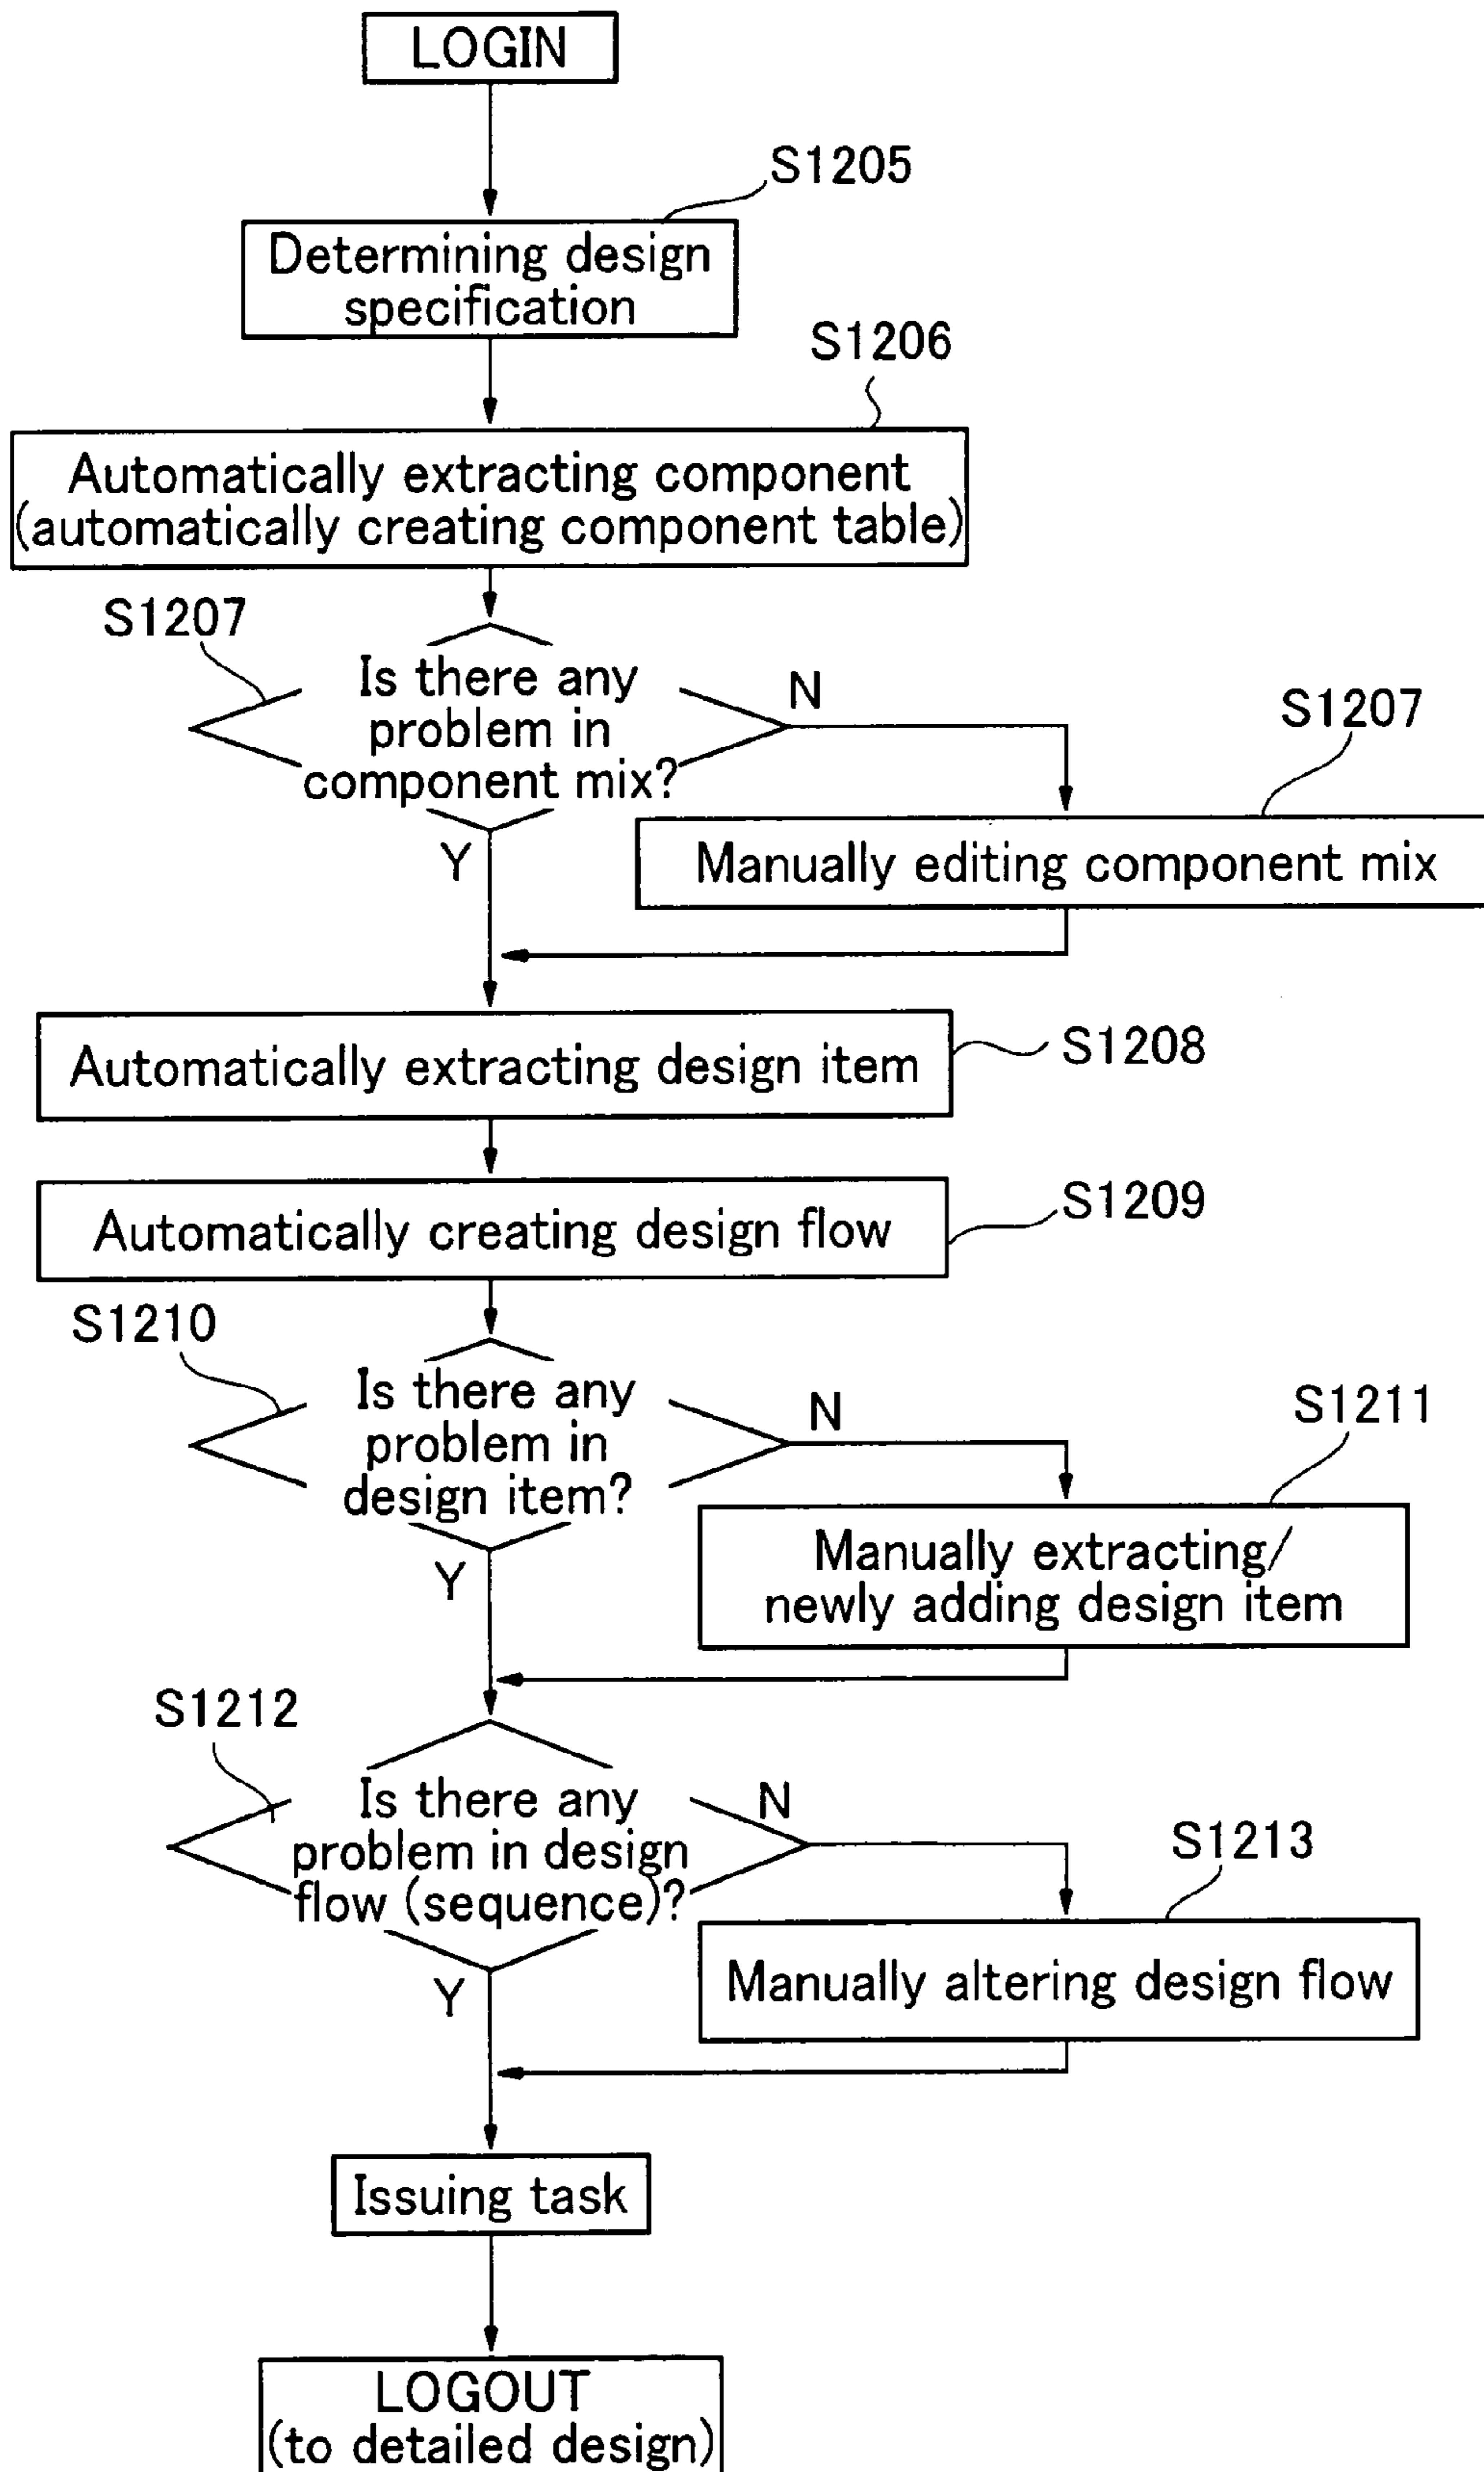 LOGIN
S1205
Determining design
specification
S1206
Automatically extracting component
(automatically creating component table)
S1207
Is there any
problem in
component mix?
N
S1207
Y
Manually editing component mix
Automatically extracting design item
S1208
Automatically creating design flow
S1209
S1210
Is there any
problem in
design item?
N
S1211
Y
Manually extracting/
newly adding design item
S1212
Is there any
problem in design
flow (sequence)?
N
S1213
Y
Manually altering design flow
Issuing task
LOGOUT
(to detailed design)